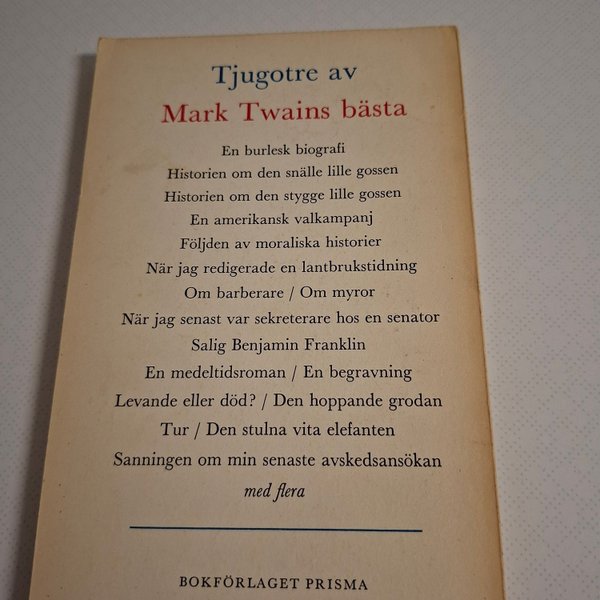 Tjugotre av
Mark Twains bästa
En burlesk biografi
Historien om den snälle lille gossen
Historien om den stygge lille gossen
En amerikansk valkampanj
Följden av moraliska historier
När jag redigerade en lantbrukstidning
Om barberare / Om myror
När jag senast var sekreterare hos en senator
Salig Benjamin Franklin
En medeltidsroman / En begravning
Levande eller död? / Den hoppande grodan
Tur / Den stulna vita elefanten
Sanningen om min senaste avskedsansökan
med flera
BOKFÖRLAGET PRISMA